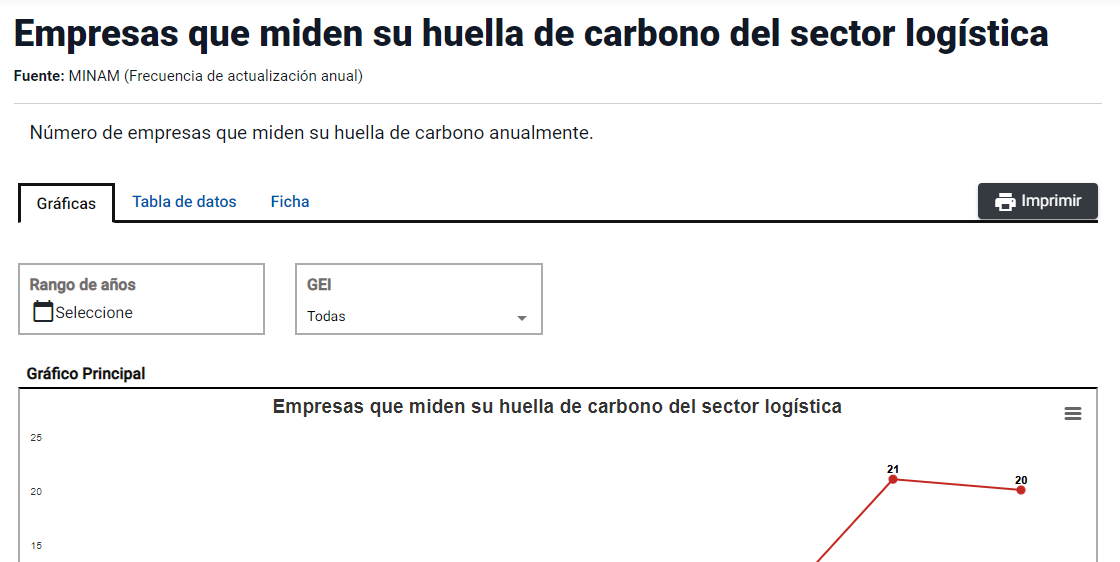 Empresas que miden su huella de carbono del sector logística
Fuente: MINAM (Frecuencia de actualización anual)
Número de empresas que miden su huella de carbono anualmente.
Gráficas Tabla de datos Ficha Imprimir
Rango de años
Seleccione
GEI
Todas
Gráfico Principal
Empresas que miden su huella de carbono del sector logística
25
21
20
20
15